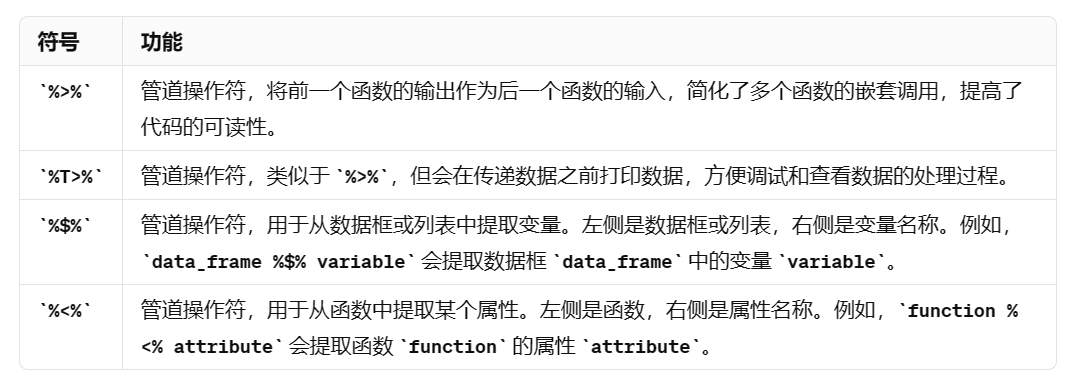 符号 功能
`%>%` 管道操作符，将前一个函数的输出作为后一个函数的输入，简化了多个函数的嵌套调用，提高了
代码的可读性。
`%T>%` 管道操作符，类似于 `%>%`，但会在传递数据之前打印数据，方便调试和查看数据的处理过程。
`%$%` 管道操作符，用于从数据框或列表中提取变量。左侧是数据框或列表，右侧是变量名称。例如，
`data_frame %$% variable` 会提取数据框 `data_frame` 中的变量 `variable`。
`%<%` 管道操作符，用于从函数中提取某个属性。左侧是函数，右侧是属性名称。例如，`function %
<% attribute` 会提取函数 `function` 的属性 `attribute`。